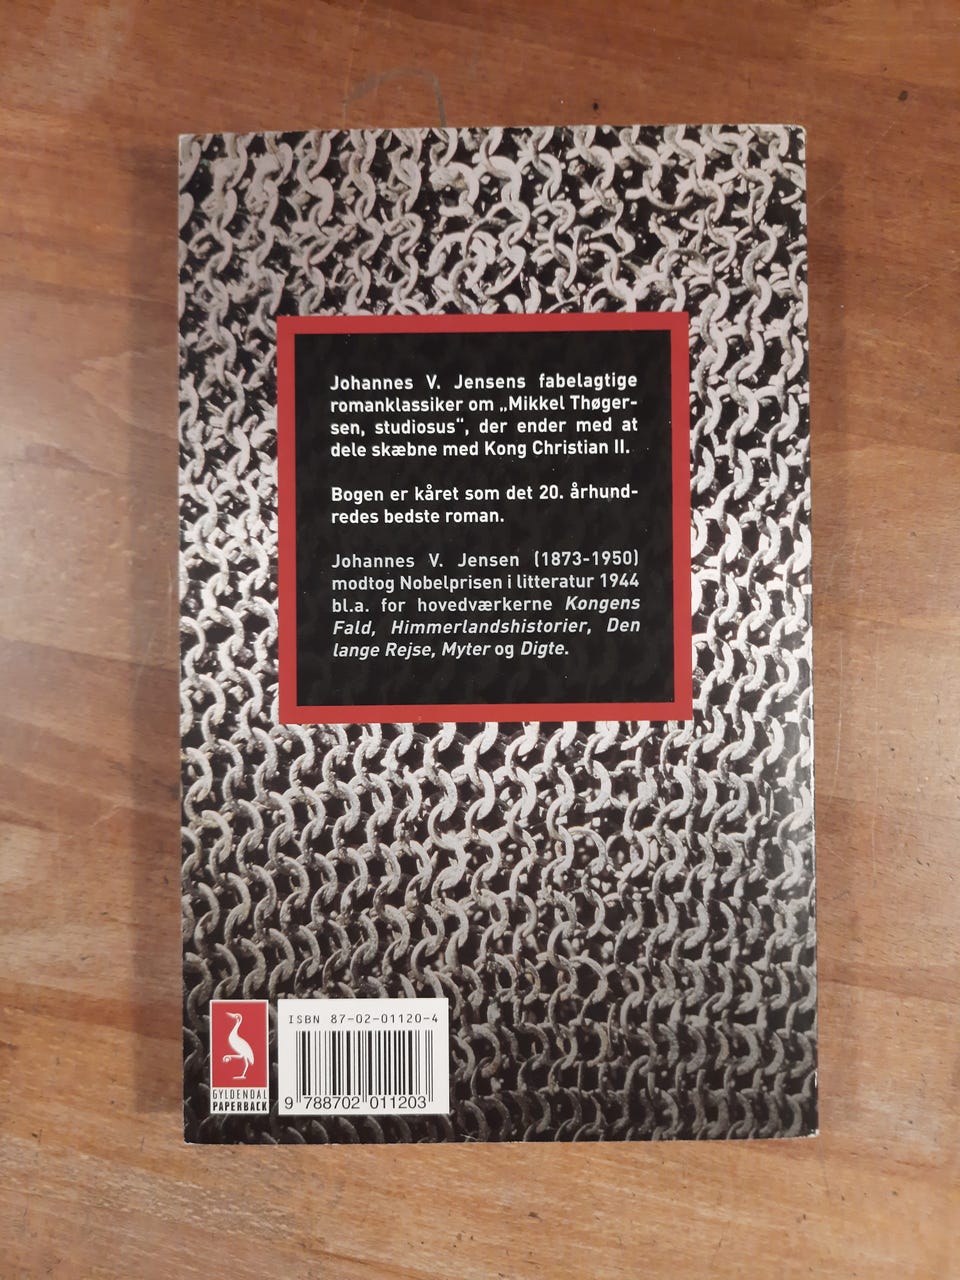 Johannes V. Jensens fabelagtige
romanklassiker om „Mikkel Thøger-
sen, studiosus“, der ender med at
dele skæbne med Kong Christian II.
Bogen er kåret som det 20. århund-
redes bedste roman.
Johannes V. Jensen (1873-1950)
modtog Nobelprisen i litteratur 1944
bl.a. for hovedværkerne Kongens
Fald, Himmerlandshistorier, Den
lange Rejse, Myter og Digte.
GYLDENDAL
PAPERBACK
ISBN 87-02-01120-4
9 788702 011203